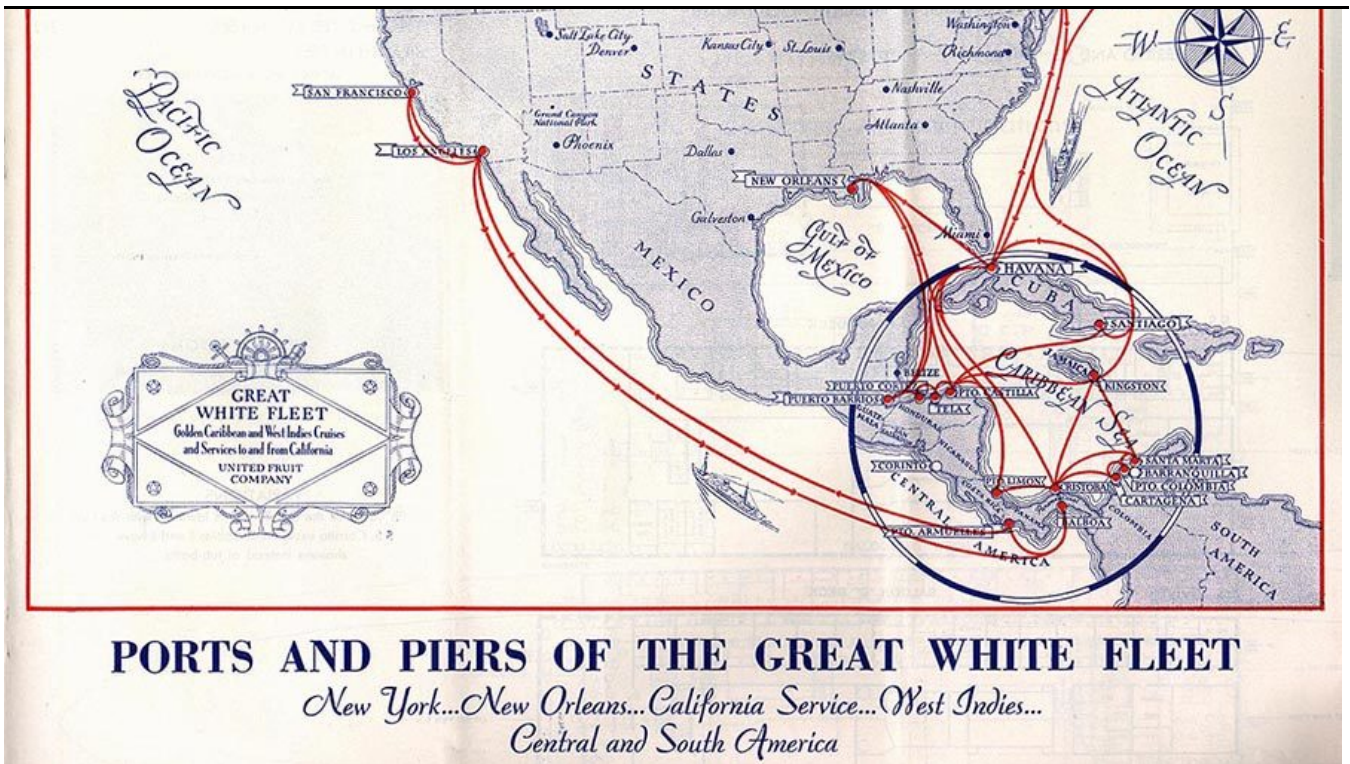 Salt Lake City
Denver
Kansas City
St. Louis
Washington
Richmond
W
E
S
STATES
Nashville
Atlanta
PACIFIC
OCEAN
ATLANTIC
OCEAN
SAN FRANCISCO
Grand Canyon
National Park
Phoenix
LOS ANGELES
Dallas
NEW ORLEANS
Galveston
Miami
GULF OF
MEXICO
MEXICO
HAVANA
CUBA
SANTIAGO
JAMAICA
KINGSTON
CARIBBEAN SEA
BELIZE
PUERTO BARRIOS
PTO. CASTILLA
TELA
GUATEMALA
HONDURAS
NICARAGUA
CORINTO
PTO. LIMON
CRISTOBAL
SANTA MARTA
BARRANQUILLA
PTO. COLOMBIA
CARTAGENA
BALBOA
PTO. ARMUELLES
CENTRAL
AMERICA
COLOMBIA
SOUTH
AMERICA
GREAT
WHITE FLEET
Golden Caribbean and West Indies Cruises
and Services to and from California
UNITED FRUIT
COMPANY
PORTS AND PIERS OF THE GREAT WHITE FLEET
New York...New Orleans...California Service...West Indies...
Central and South America